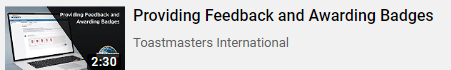 Providing Feedback and
Awarding Badges
2:30
Providing Feedback and Awarding Badges
Toastmasters International